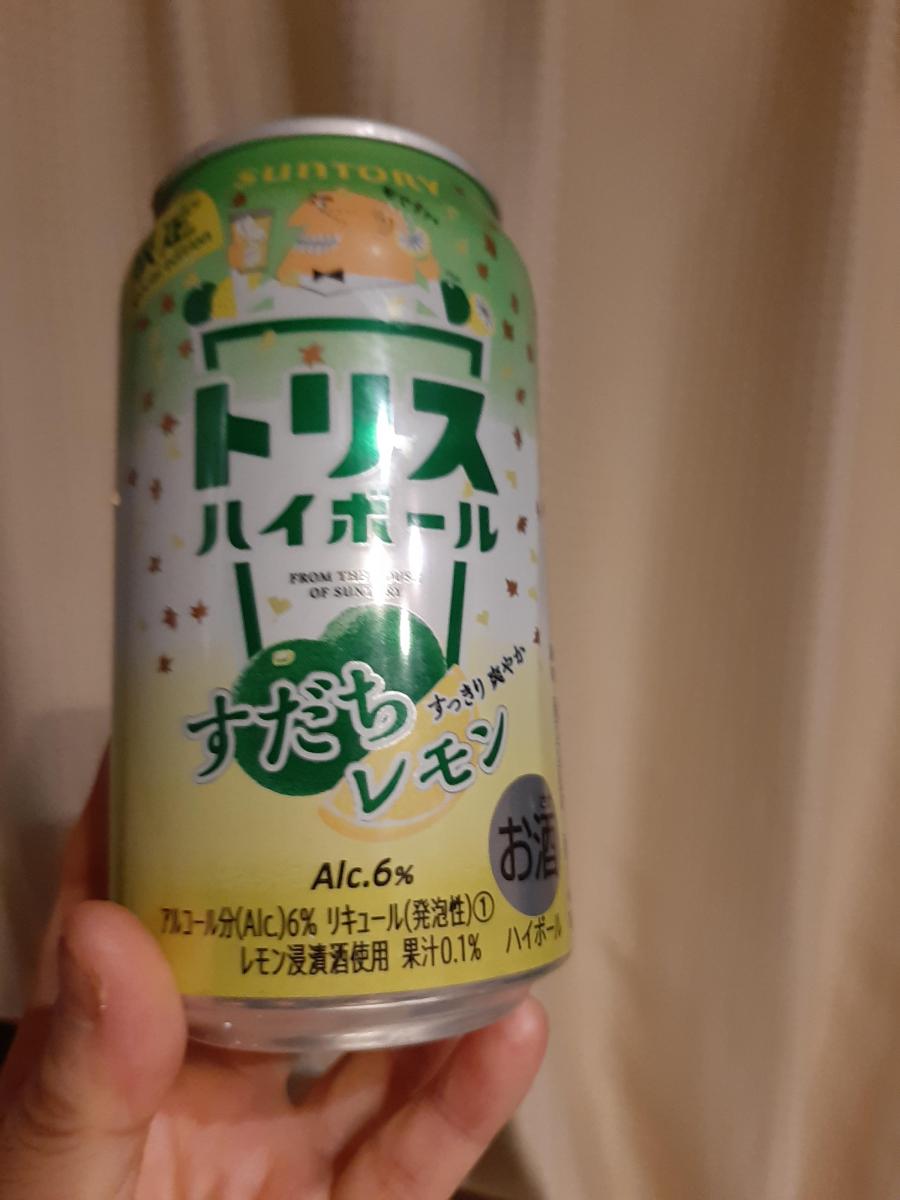 SUNTORY
限定
トリス
ハイボール
FROM THE
OF
すっきり爽やか
すだち
レモン
お酒
Alc.6%
アルコール分(Alc.)6% リキュール(発泡性)①
ハイボール
レモン浸漬酒使用 果汁0.1%